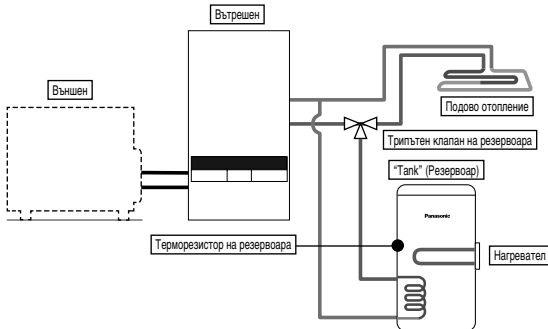 Вътрешен
Външен
Подово отопление
Трипътен клапан на резервоара
“Tank” (Резервоар)
Panasonic
Терморезистор на резервоара
Нагревател